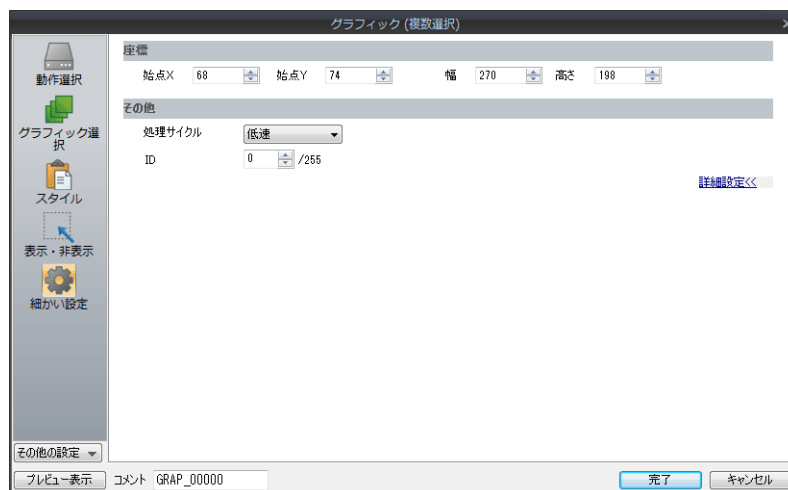 グラフィック (複数選択)
動作選択
グラフィック選
択
スタイル
表示・非表示
細かい設定
その他の設定
座標
始点X 68 始点Y 74 幅 270 高さ 198
その他
処理サイクル 低速
ID 0 /255
詳細設定<<
プレビュー表示 コメント GRAP_00000 完了 キャンセル